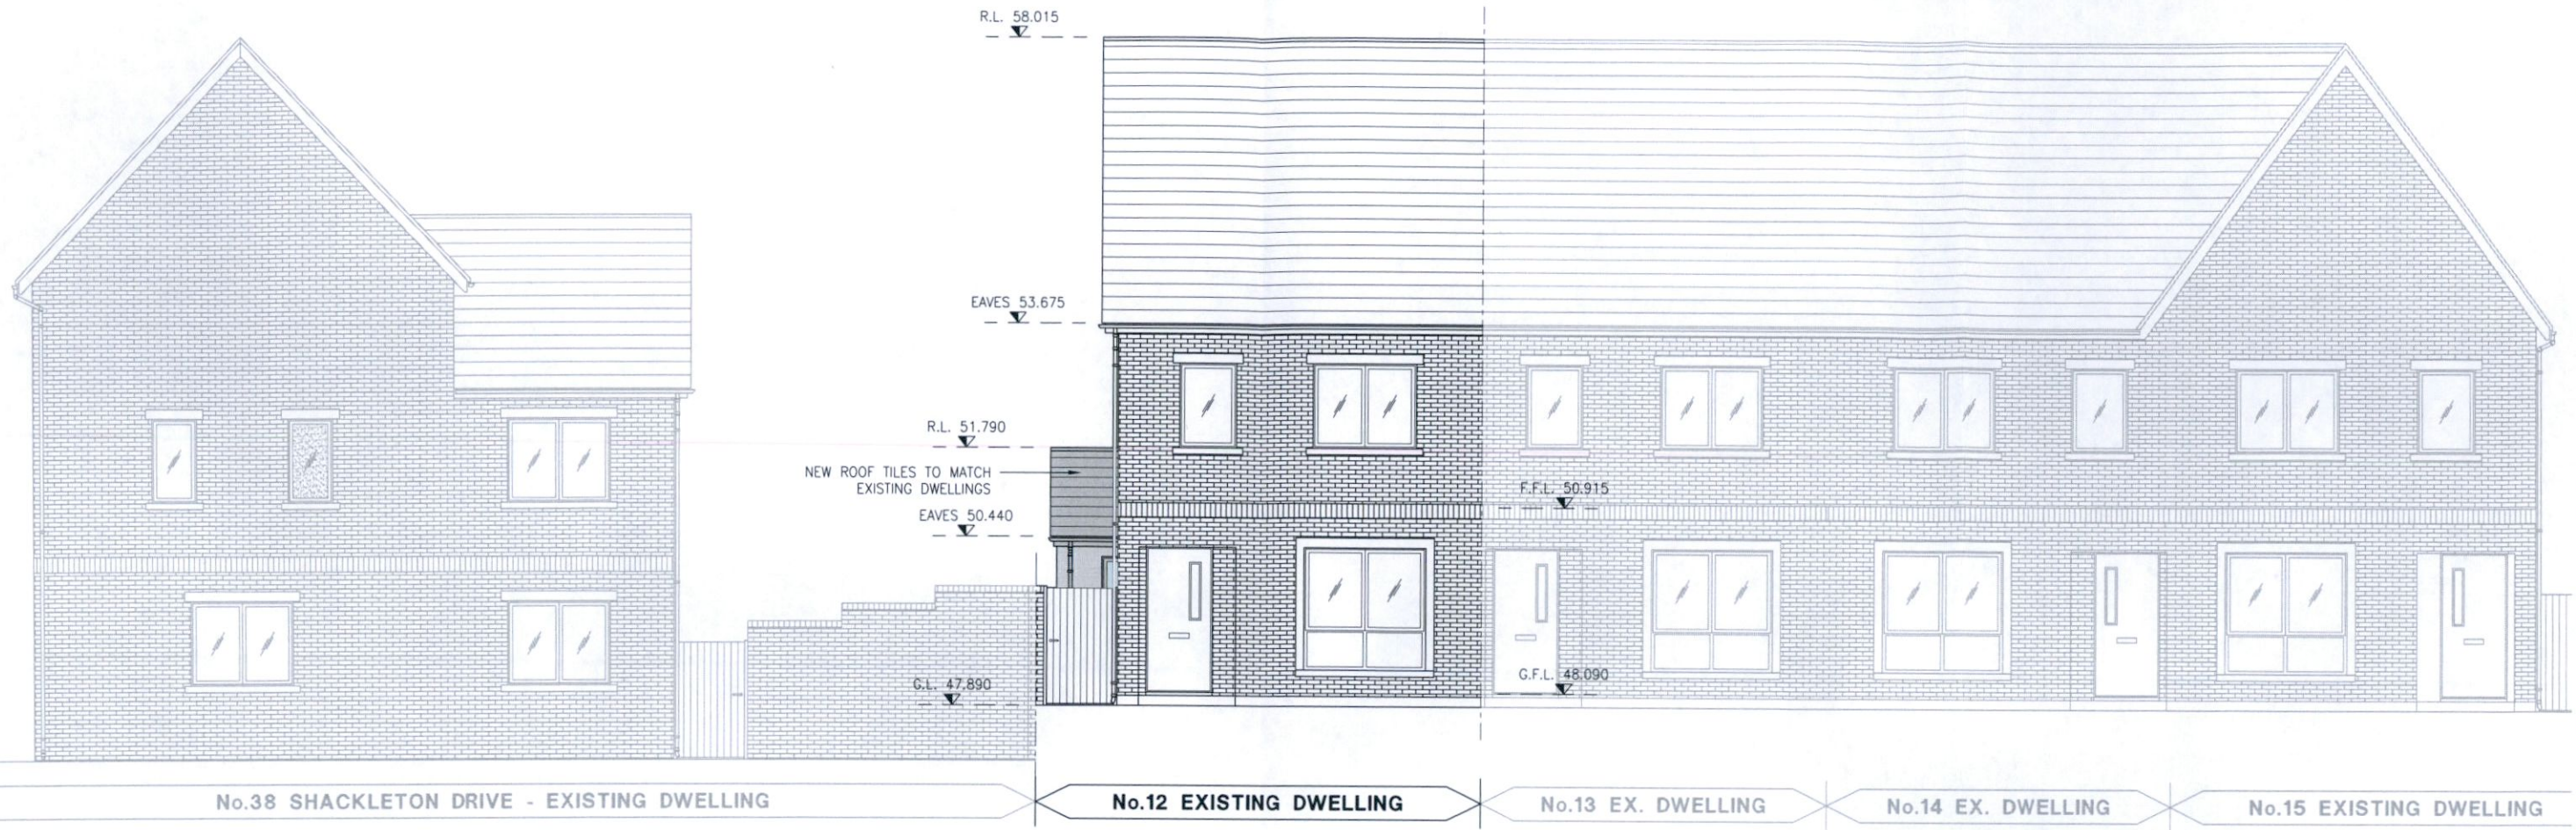 R.L. 58.015
EAVES 53.675
R.L. 51.790
NEW ROOF TILES TO MATCH
EXISTING DWELLINGS
EAVES 50.440
F.F.L. 50.915
G.L. 47.890
G.F.L. 48.090
No.38 SHACKLETON DRIVE - EXISTING DWELLING
No.12 EXISTING DWELLING
No.13 EX. DWELLING
No.14 EX. DWELLING
No.15 EXISTING DWELLING